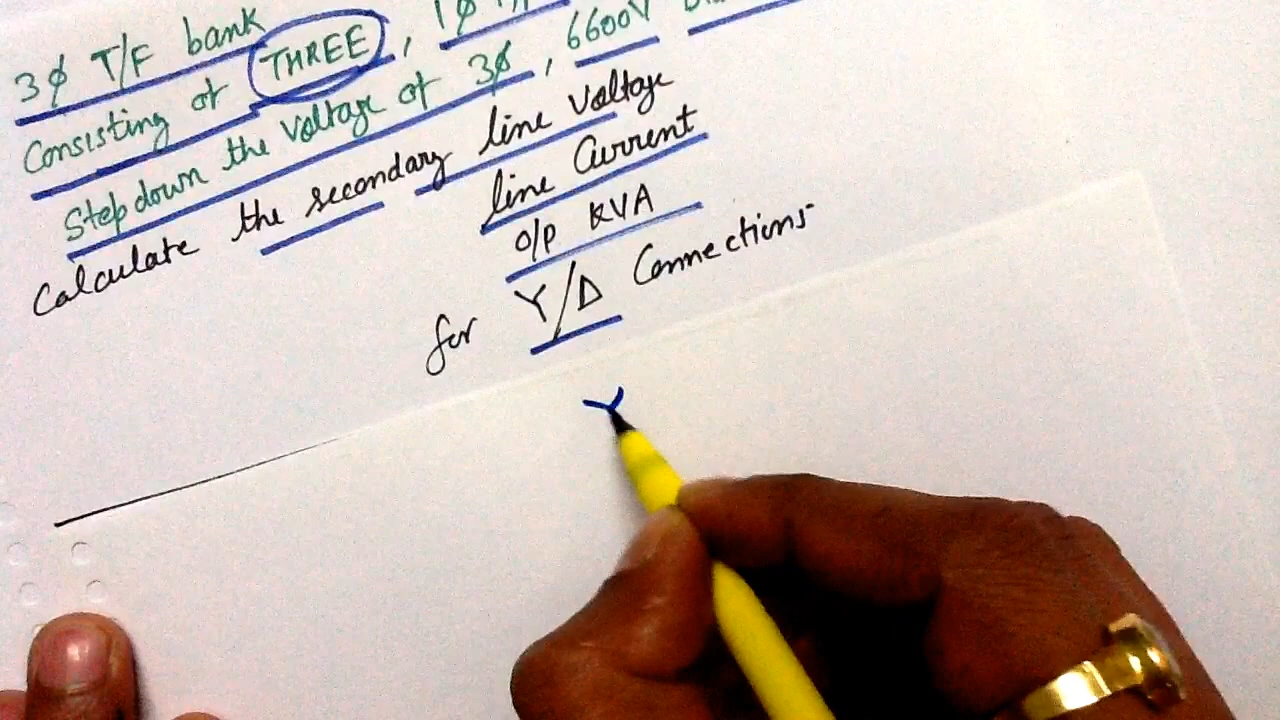 3ϕ T/F bank
Consisting of THREE, 1ϕ
Step down the voltage of 3ϕ, 6600V
Calculate the secondary line voltage
line Current
O/P KVA
for Y/Δ Connections
Y